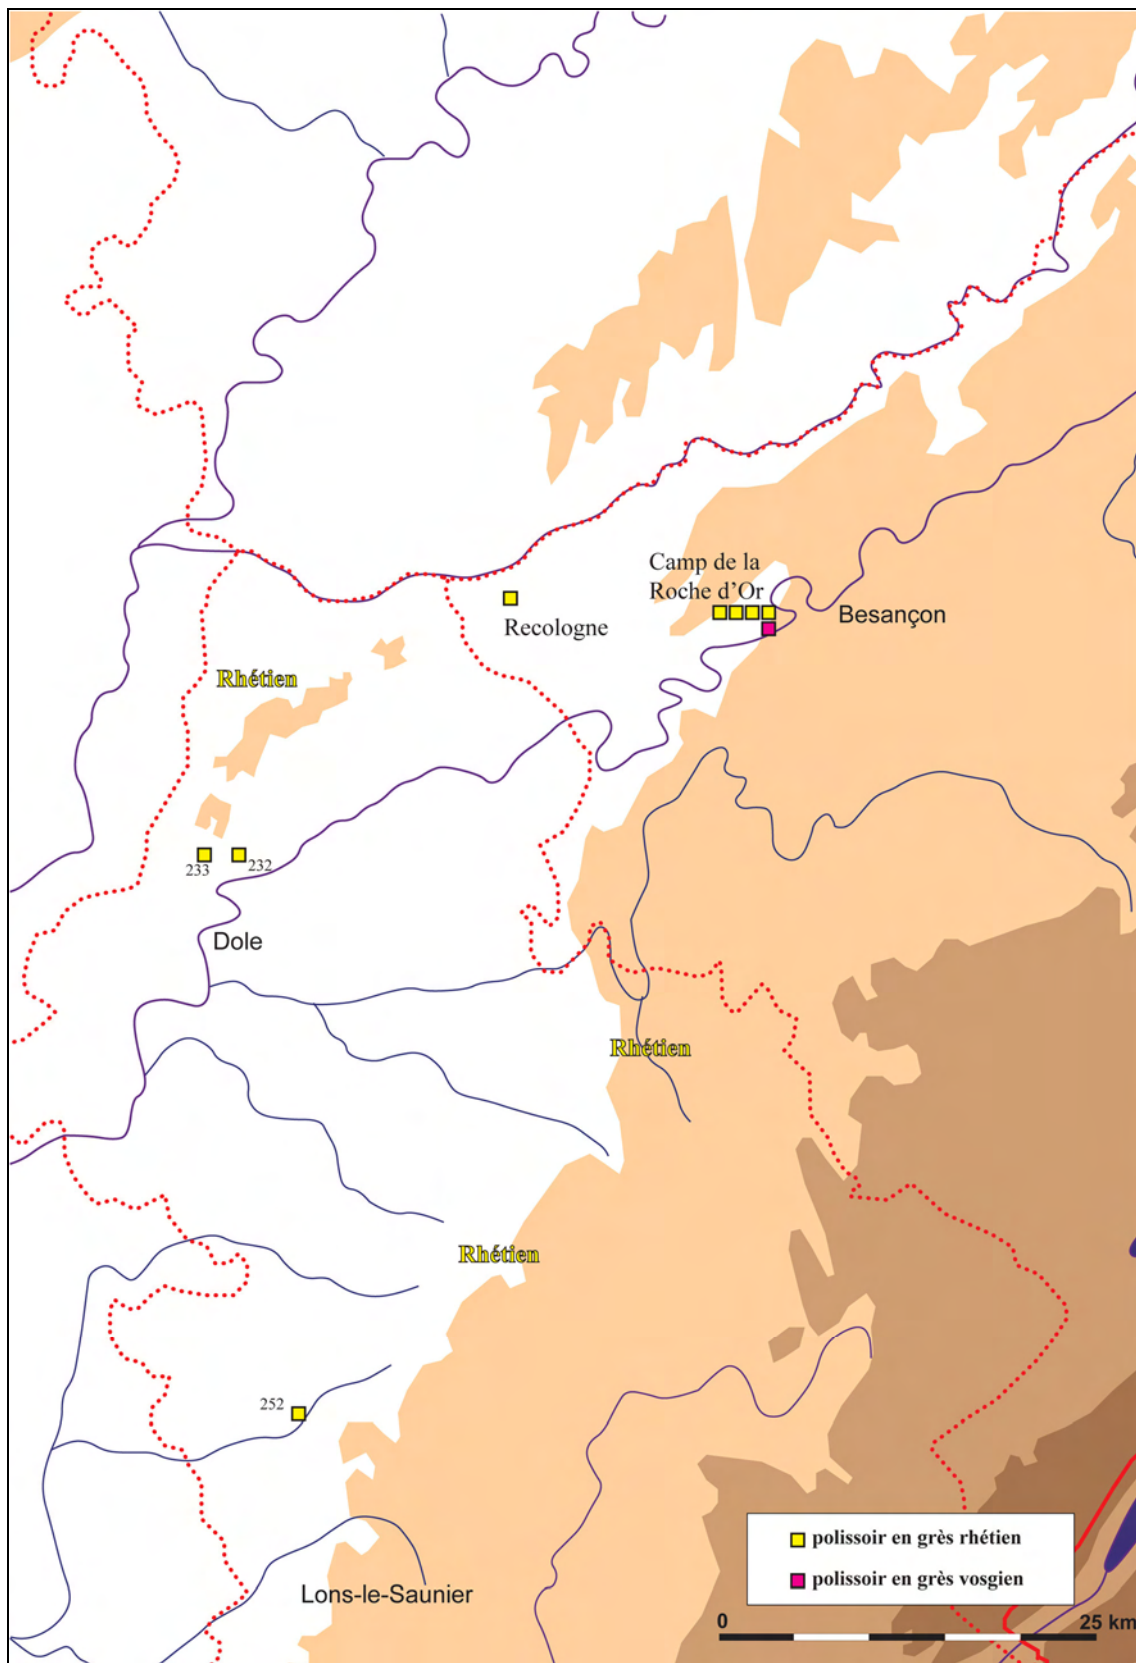 Camp de la
Roche d'Or
Recologne
Besançon
Rhétien
233
232
Dole
Rhétien
Rhétien
252
Lons-le-Saunier
polissoir en grès rhétien
polissoir en grès vosgien
0
25 km